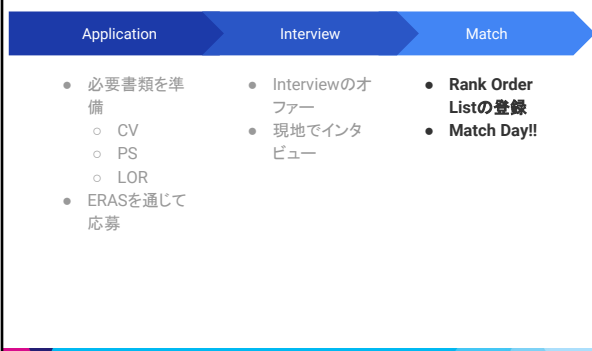 Application
Interview
Match
● 必要書類を準
備
○ CV
○ PS
○ LOR
● ERASを通じて
応募
● Interviewのオ
ファー
● 現地でインタ
ビュー
● Rank Order
Listの登録
● Match Day!!